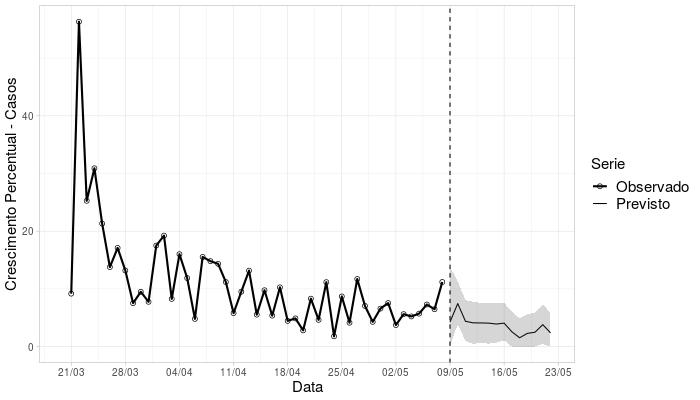 Crescimento Percentual - Casos
40
20
0
21/03 28/03 04/04 11/04 18/04 25/04 02/05 09/05 16/05 23/05
Data
Serie
Observado
Previsto